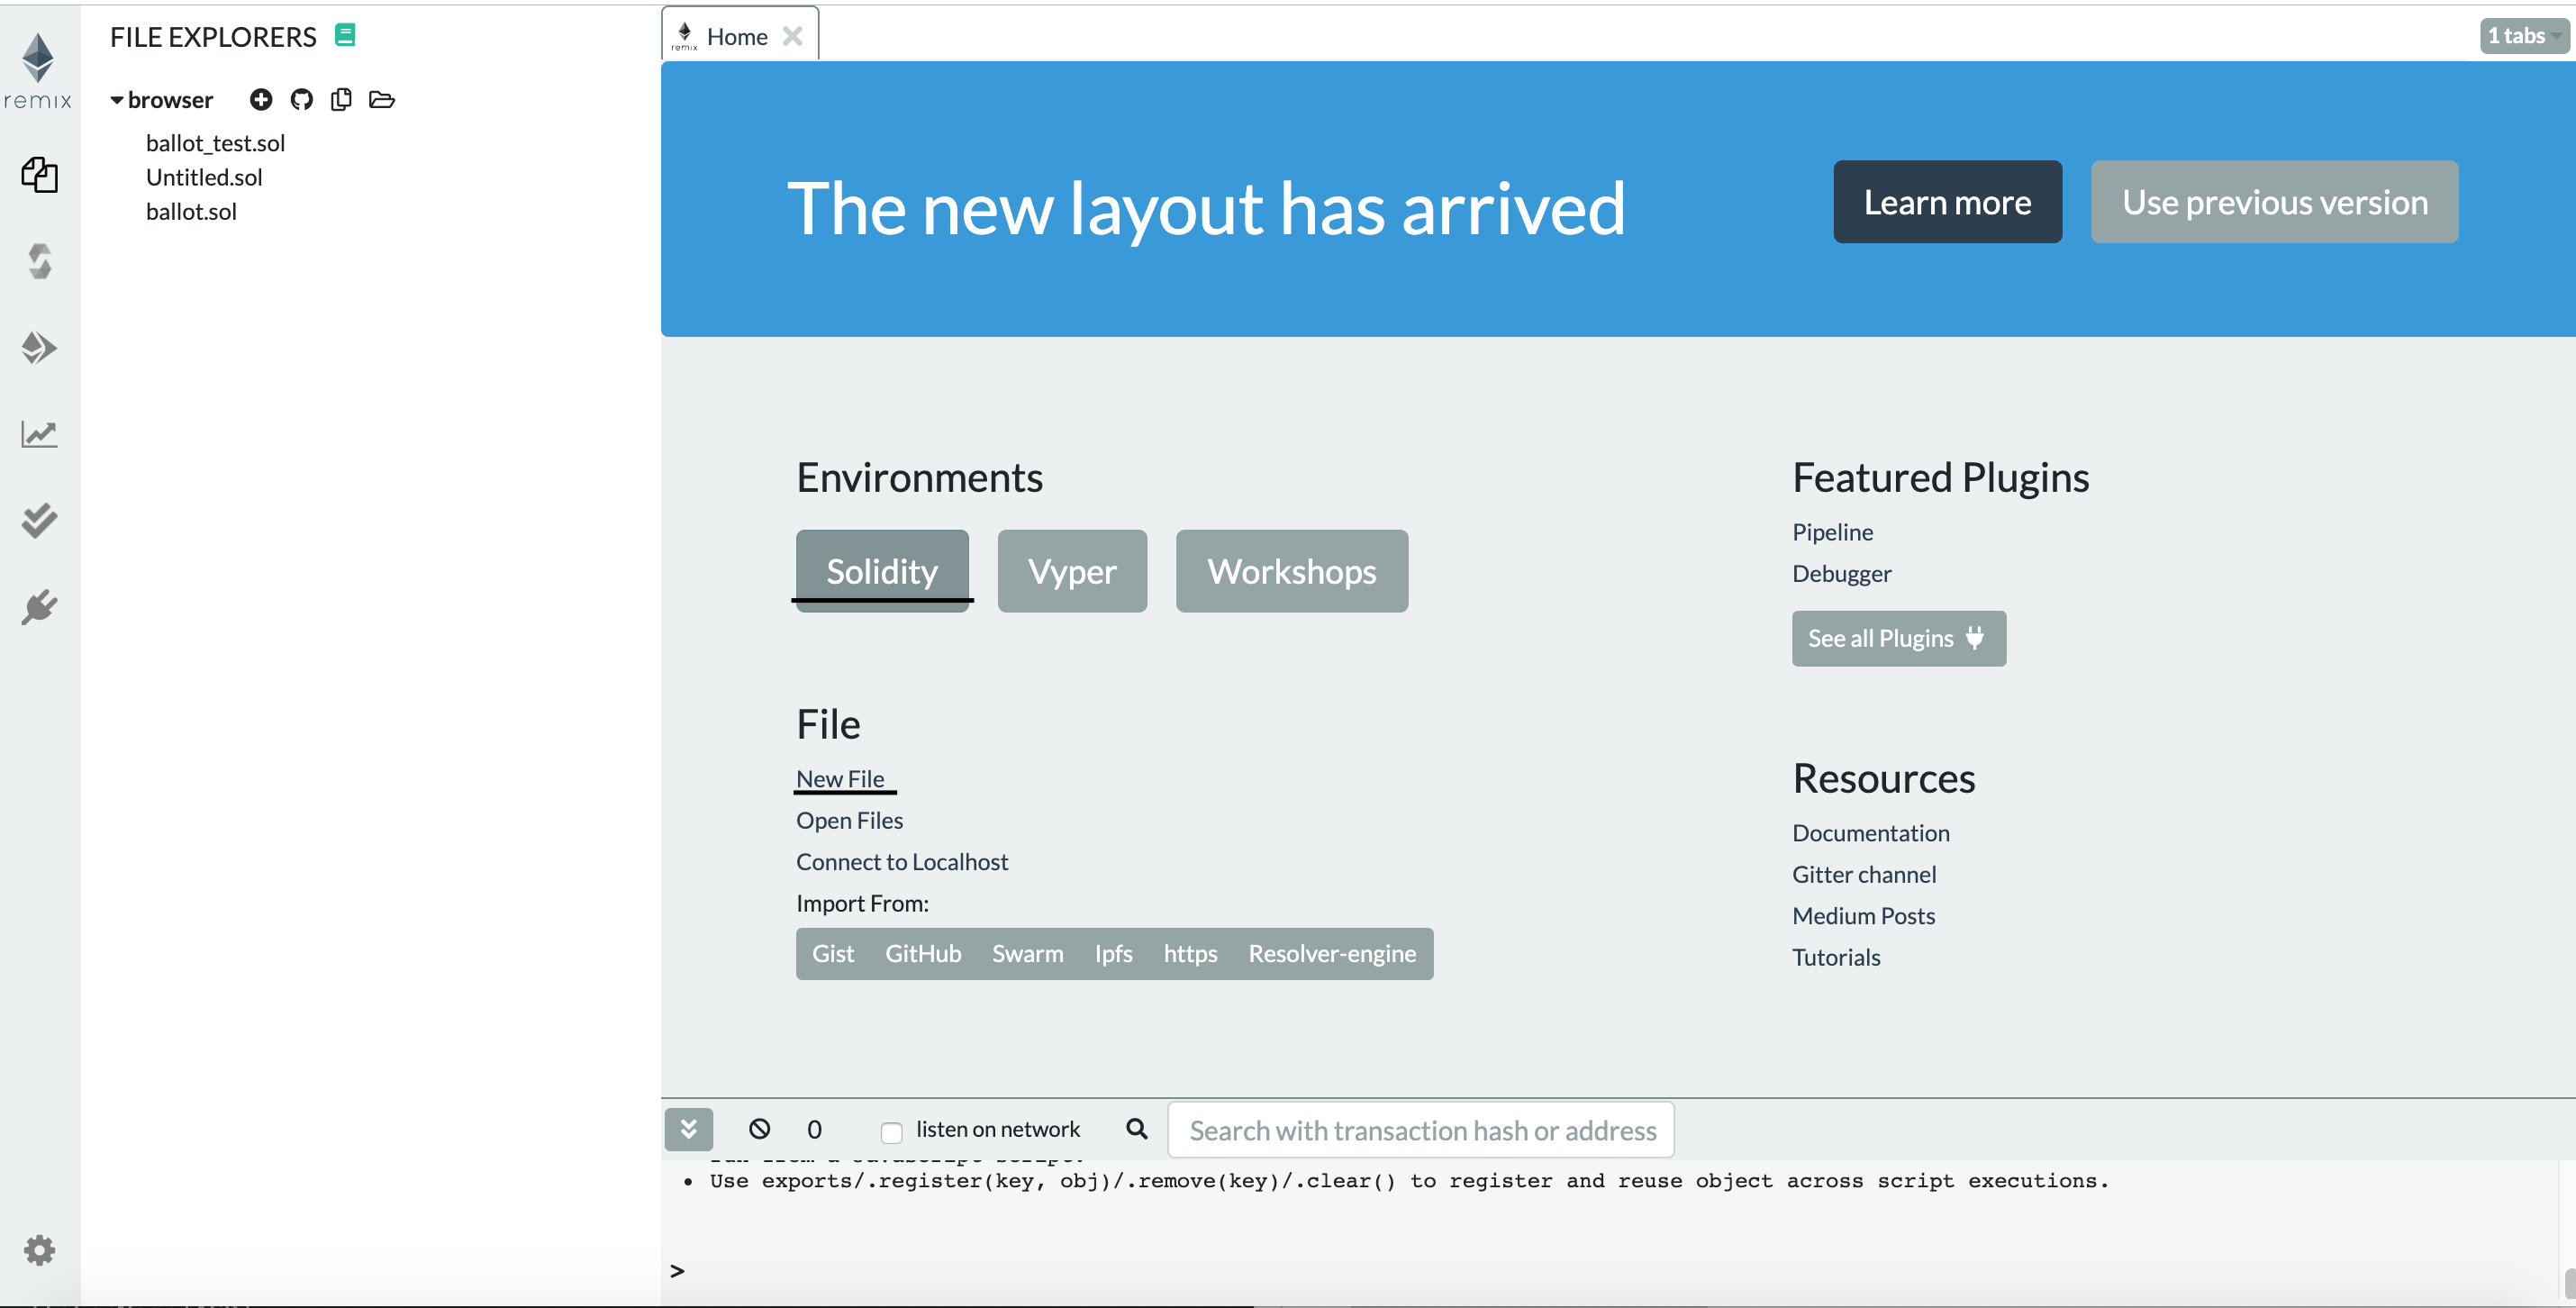 remix
FILE EXPLORERS
browser
ballot_test.sol
Untitled.sol
ballot.sol
remix
Home
1 tabs
The new layout has arrived
Learn more
Use previous version
Environments
Solidity
Vyper
Workshops
File
New File
Open Files
Connect to Localhost
Import From:
Gist GitHub Swarm Ipfs https Resolver-engine
Featured Plugins
Pipeline
Debugger
See all Plugins
Resources
Documentation
Gitter channel
Medium Posts
Tutorials
0
listen on network
Search with transaction hash or address
• Use exports/.register(key, obj)/.remove(key)/.clear() to register and reuse object across script executions.
>